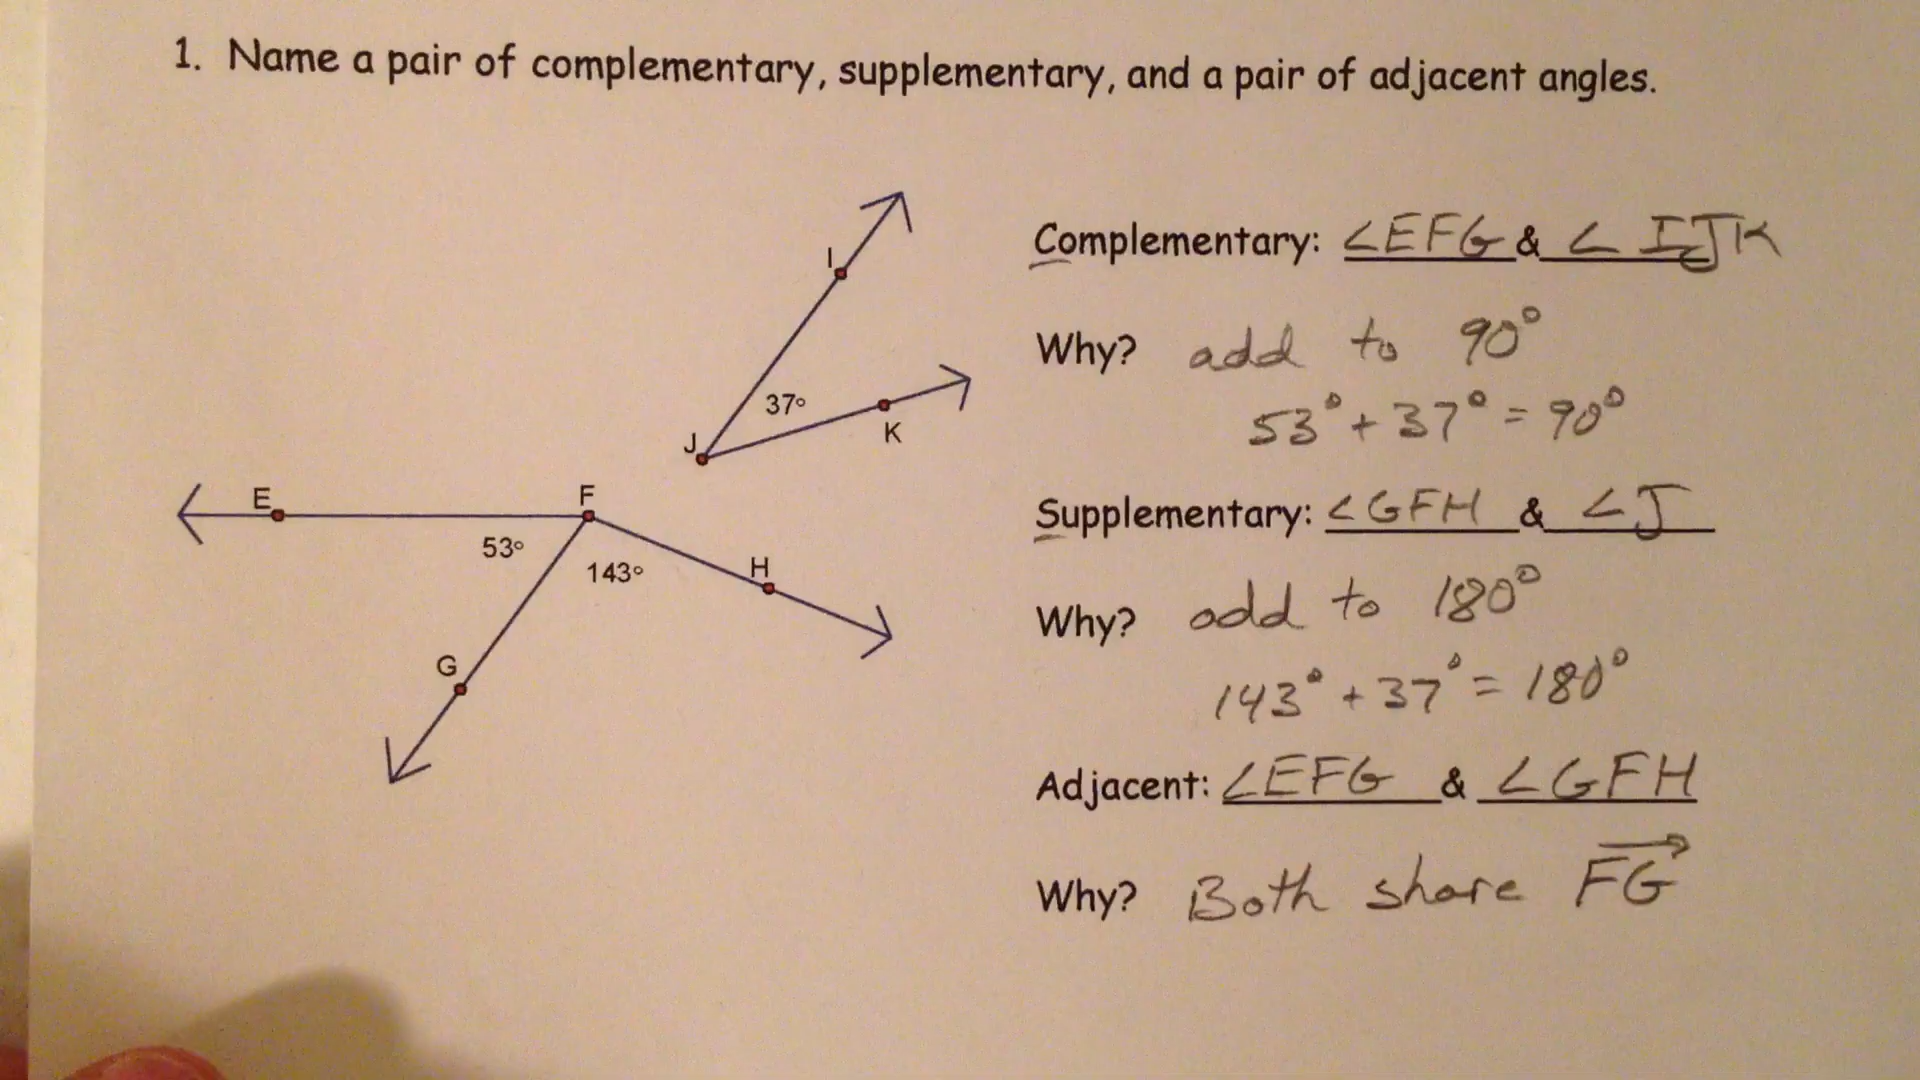 1. Name a pair of complementary, supplementary, and a pair of adjacent angles.
I
37°
J
K
E
F
53°
143°
H
G
Complementary: ∠EFG & ∠IJK
Why? add to 90°
53° + 37° = 90°
Supplementary: ∠GFH & ∠J
Why? add to 180°
143° + 37° = 180°
Adjacent: ∠EFG & ∠GFH
Why? Both share F⃗G⃗